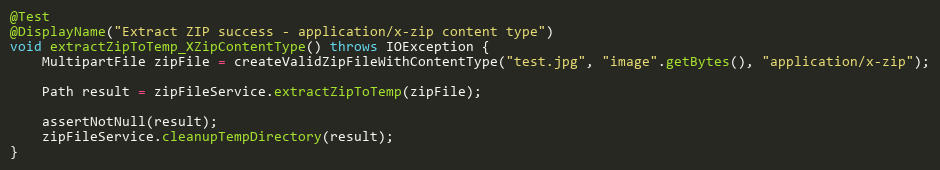 @Test
@DisplayName("Extract ZIP success - application/x-zip content type")
void extractZipToTemp_XZipContentType() throws IOException {
    MultipartFile zipFile = createValidZipFileWithContentType("test.jpg", "image".getBytes(), "application/x-zip");
    Path result = zipFileService.extractZipToTemp(zipFile);
    assertNotNull(result);
    zipFileService.cleanupTempDirectory(result);
}